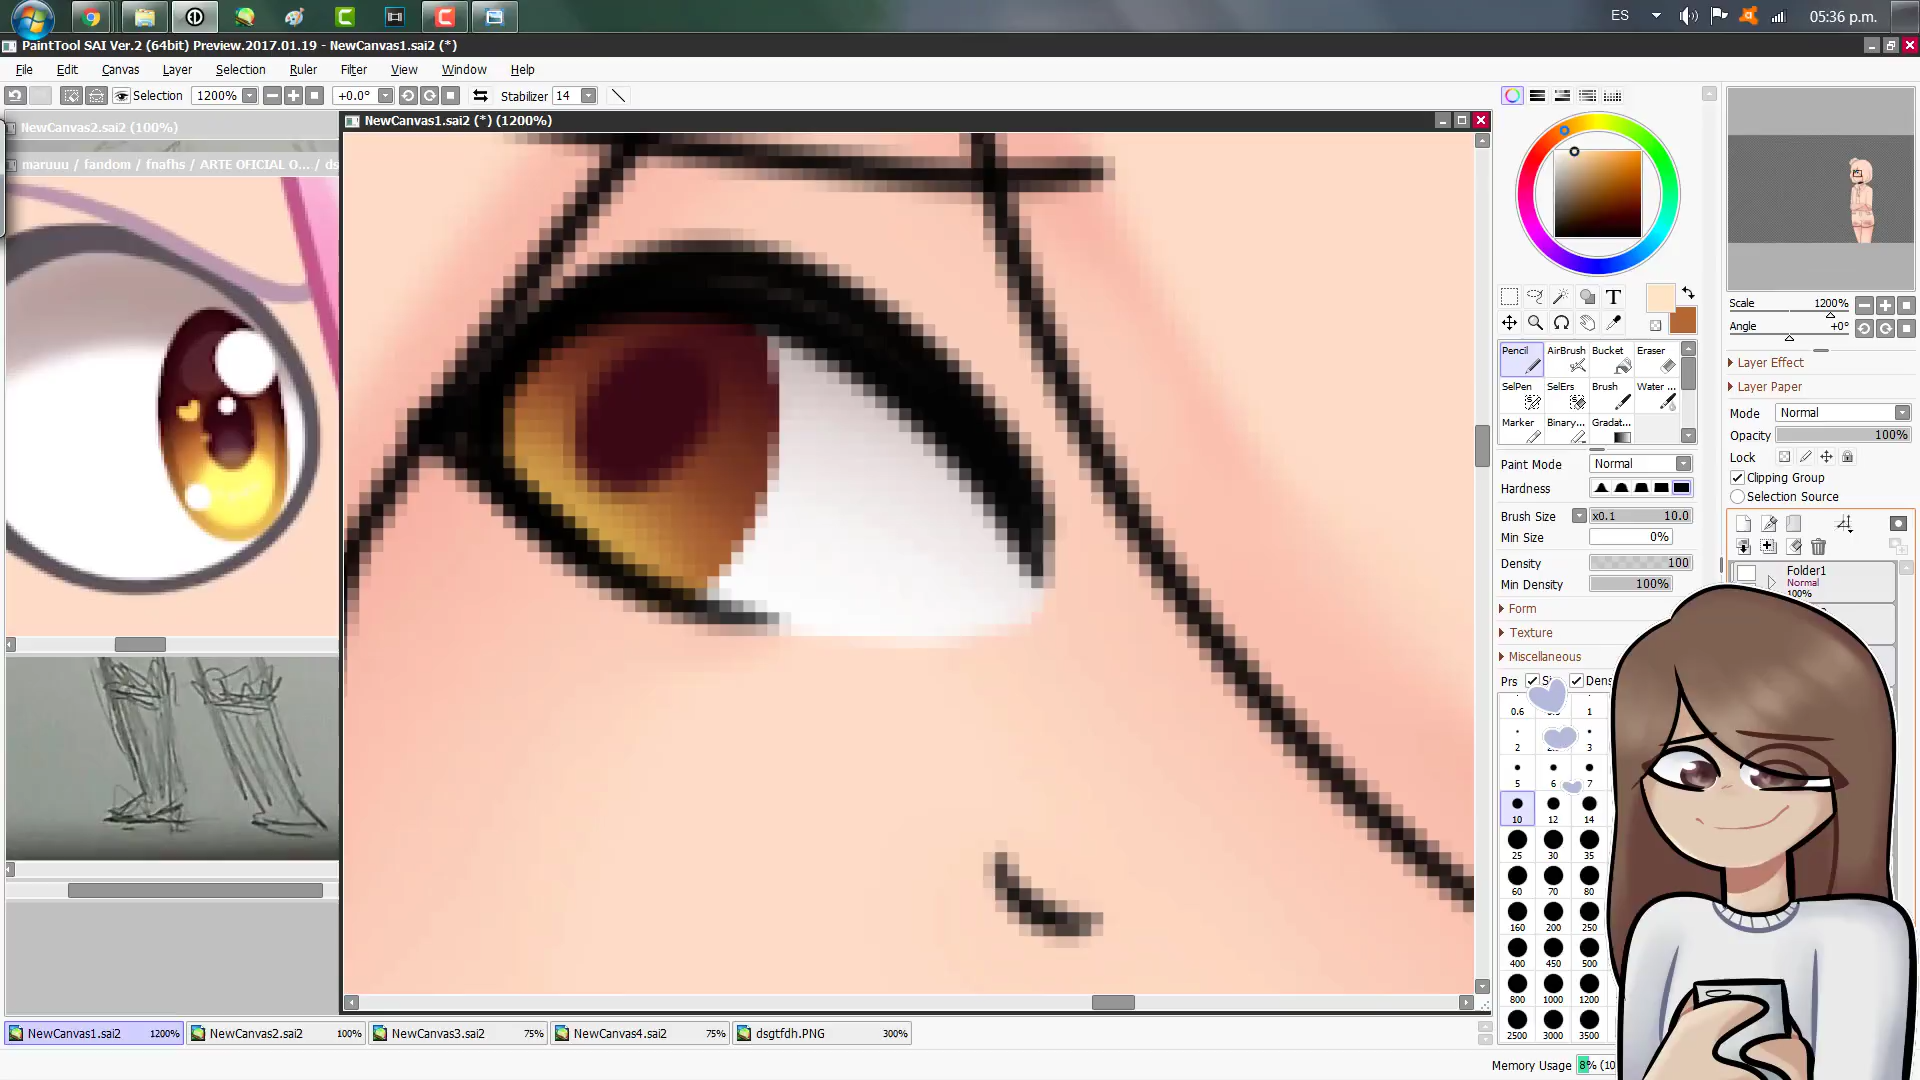 ES
05:36 p.m.
PaintTool SAI Ver.2 (64bit) Preview.2017.01.19 - NewCanvas1.sai2 (*)
File Edit Canvas Layer Selection Ruler Filter View Window Help
Selection 1200% +0.0° Stabilizer 14
NewCanvas2.sai2 (100%)
NewCanvas1.sai2 (*) (1200%)
maruuu / fandom / fnafhs / ARTE OFICIAL O... / ds
Scale 1200%
Angle +0°
Layer Effect
Layer Paper
Mode Normal
Opacity 100%
Lock
Clipping Group
Selection Source
Folder1
Normal
100%
T
Pencil AirBrush Bucket Eraser
SelPen SelErs Brush Water ...
Marker Binary... Gradat
Paint Mode Normal
Hardness
Brush Size x0.1 10.0
Min Size 0%
Density 100
Min Density 100%
Form
Texture
Miscellaneous
Prs Dens
0.6 1
2 3
5 6 7
10 12 14
25 30 35
60 70 80
160 200 250
400 450 500
800 1000 1200
2500 3000 3500
NewCanvas1.sai2 1200% NewCanvas2.sai2 100% NewCanvas3.sai2 75% NewCanvas4.sai2 75% dsgtfdh.PNG 300%
Memory Usage 8% (10